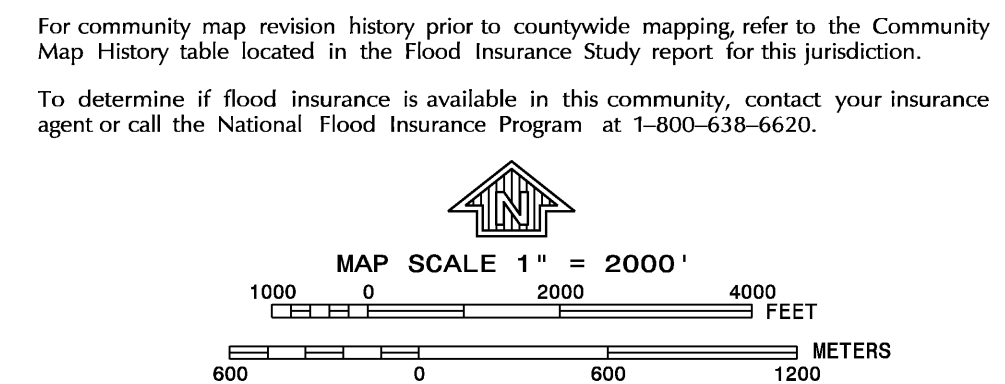 For community map revision history prior to countywide mapping, refer to the Community
Map History table located in the Flood Insurance Study report for this jurisdiction.
To determine if flood insurance is available in this community, contact your insurance
agent or call the National Flood Insurance Program at 1–800–638–6620.
N
MAP SCALE 1" = 2000'
1000 0 2000 4000
FEET
METERS
600 0 600 1200